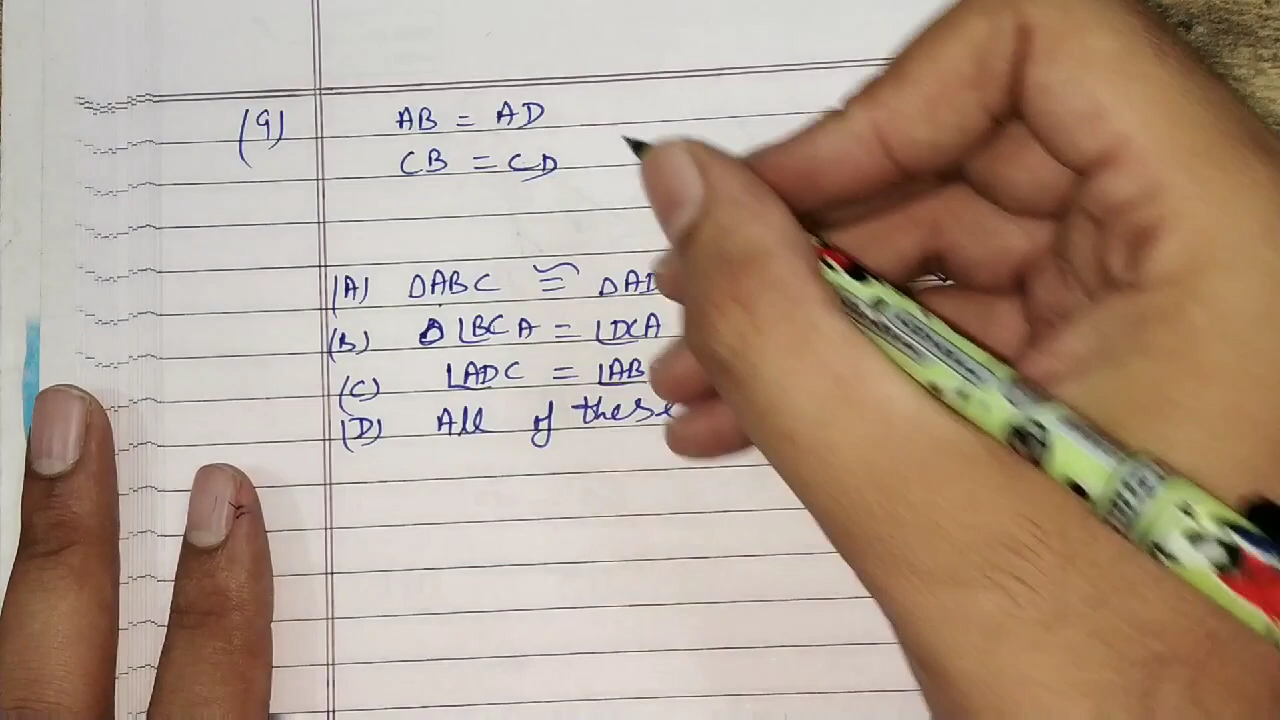 (9) AB = AD
CB = CD
(A) ΔABC ≅ ΔAD
(B) ∠BCA = ∠DCA
(C) ∠ADC = ∠AB
(D) All of these